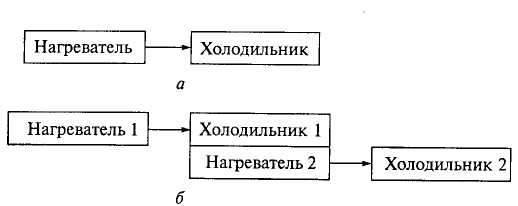 Нагреватель Холодильник
а
Нагреватель 1 Холодильник 1
Нагреватель 2 Холодильник 2
б